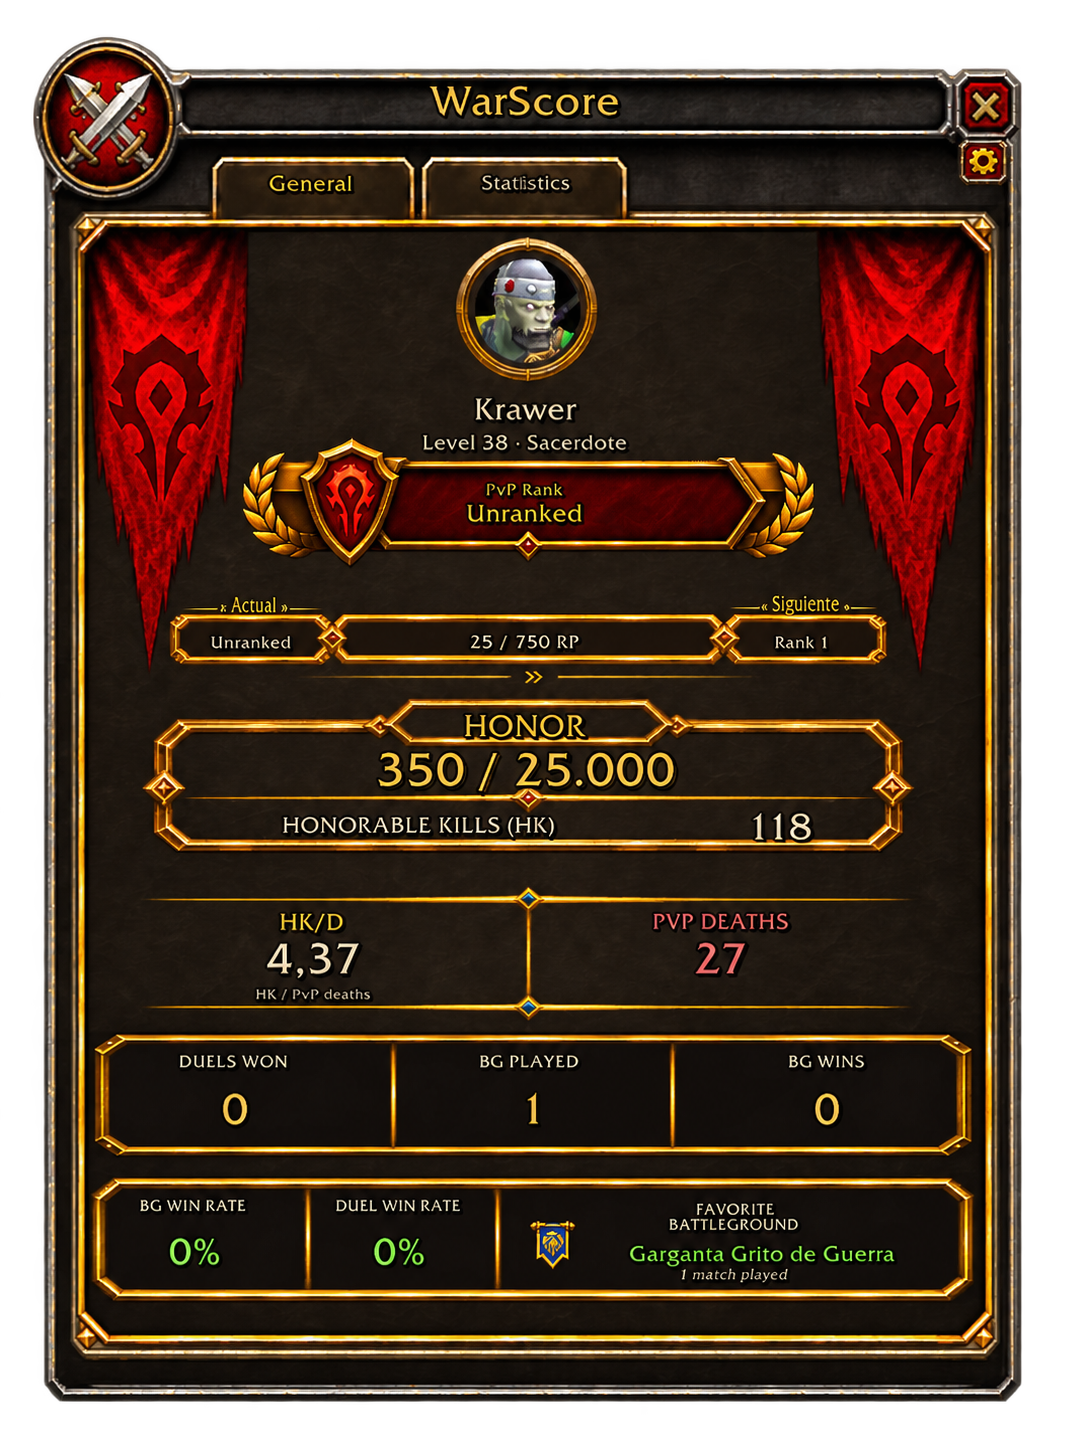 WarScore
General
Statistics
Krawer
Level 38 · Sacerdote
PvP Rank
Unranked
« Actual »
« Siguiente »
Unranked
25 / 750 RP
Rank 1
»
HONOR
350 / 25.000
HONORABLE KILLS (HK)
118
HK/D
4,37
HK / PvP deaths
PVP DEATHS
27
DUELS WON
0
BG PLAYED
1
BG WINS
0
BG WIN RATE
0%
DUEL WIN RATE
0%
FAVORITE
BATTLEGROUND
Garganta Grito de Guerra
1 match played